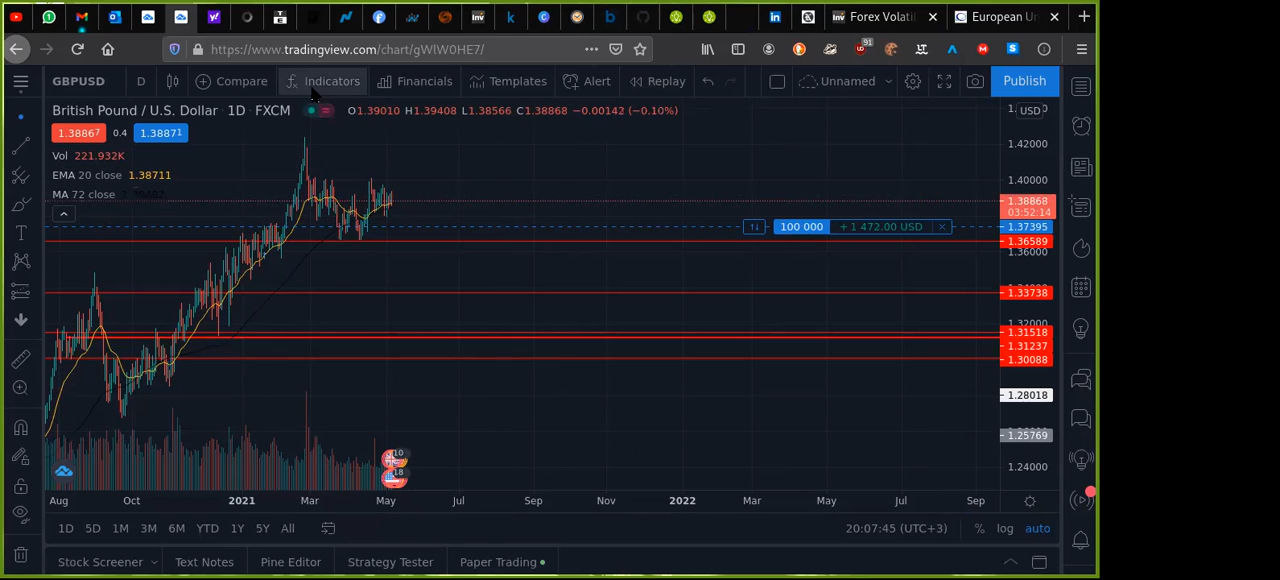 Inv Forex Volatil
European Un
https://www.tradingview.com/chart/gWlW0HE7/
91
GBPUSD D Compare Indicators Financials Templates Alert Replay Unnamed Publish
British Pound / U.S. Dollar · 1D · FXCM O1.39010 H1.39408 L1.38566 C1.38868 −0.00142 (−0.10%)
USD
1.38867 0.4 1.38871
1.42000
Vol 221.932K
EMA 20 close 1.38711
1.40000
MA 72 close
1.38868
03:52:14
100 000 + 1 472.00 USD
1.37395
1.36589
1.36000
1.33738
1.32000
1.31518
1.31237
1.30088
1.28018
1.25769
10
1.24000
18
Aug Oct 2021 Mar May Jul Sep Nov 2022 Mar May Jul Sep
1D 5D 1M 3M 6M YTD 1Y 5Y All 20:07:45 (UTC+3) % log auto
Stock Screener Text Notes Pine Editor Strategy Tester Paper Trading